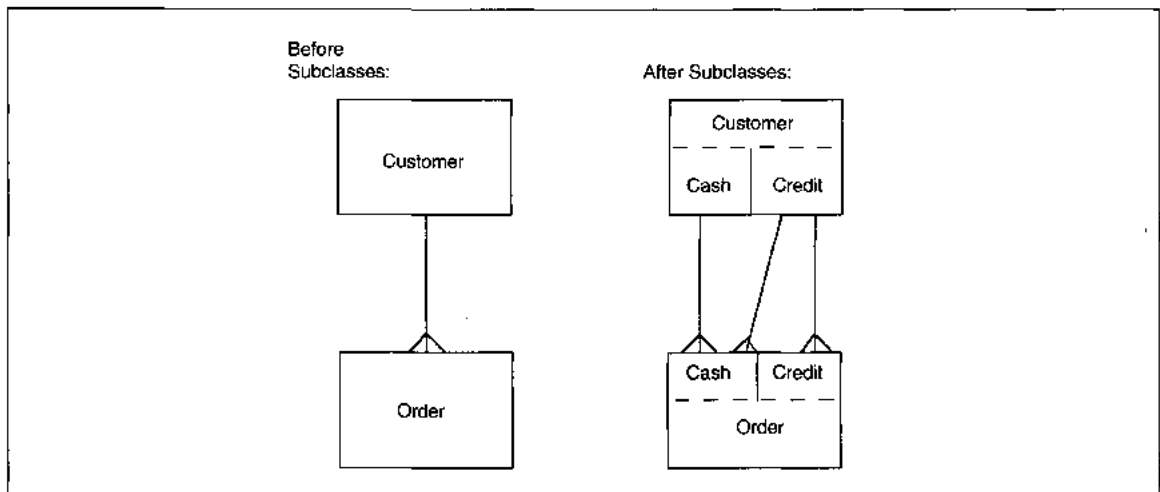 Before
Subclasses:
Customer
Order
After Subclasses:
Customer
Cash Credit
Cash Credit
Order